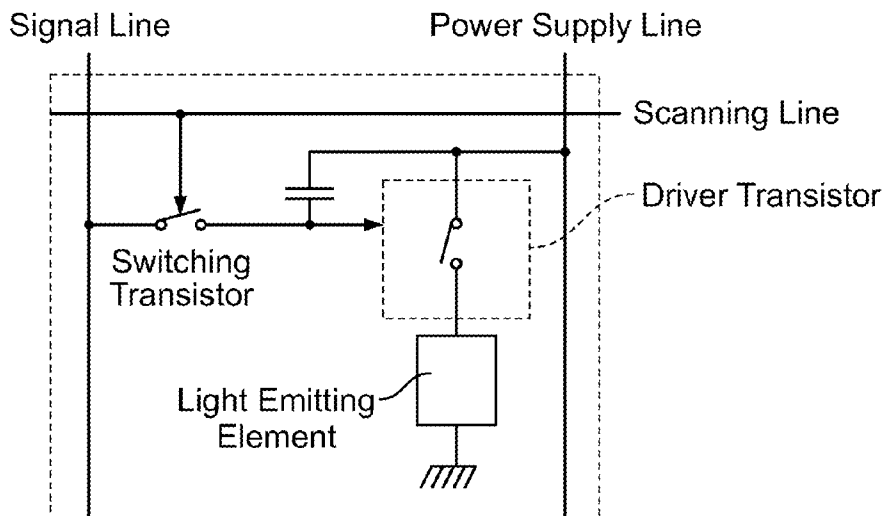 Signal Line
Power Supply Line
Scanning Line
Driver Transistor
Switching
Transistor
Light Emitting
Element